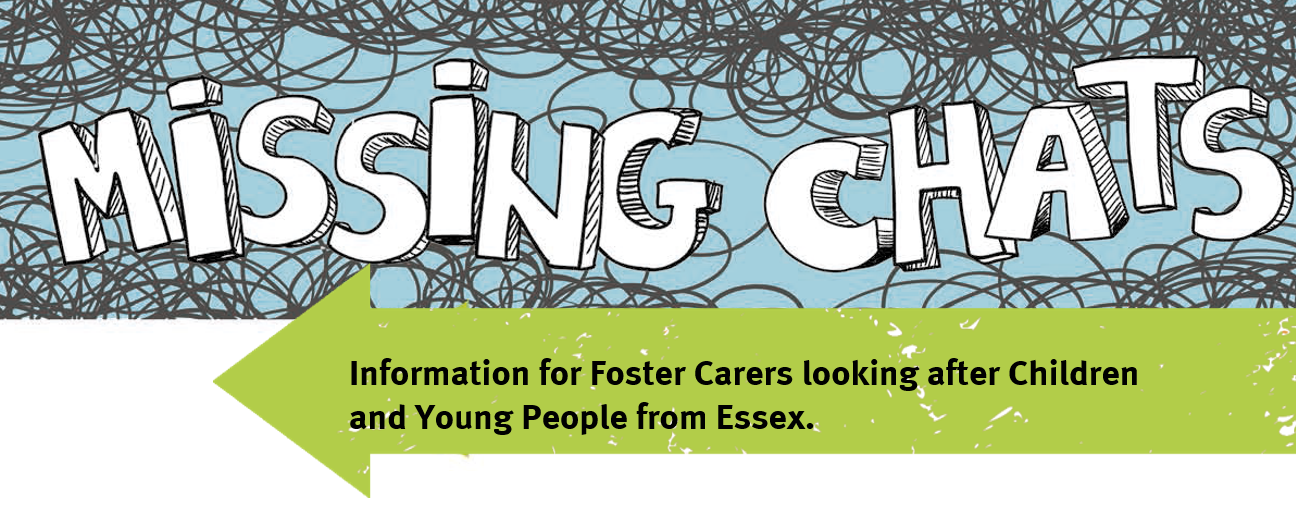 MiSSiNG CHATS
Information for Foster Carers looking after Children
and Young People from Essex.